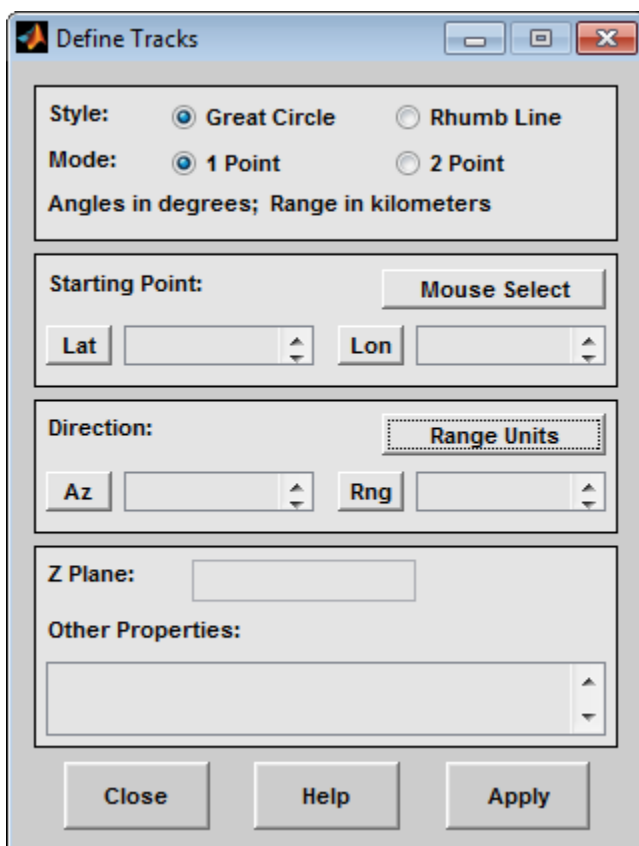 Define Tracks
Style: Great Circle Rhumb Line
Mode: 1 Point 2 Point
Angles in degrees; Range in kilometers
Starting Point: Mouse Select
Lat Lon
Direction: Range Units
Az Rng
Z Plane:
Other Properties:
Close Help Apply